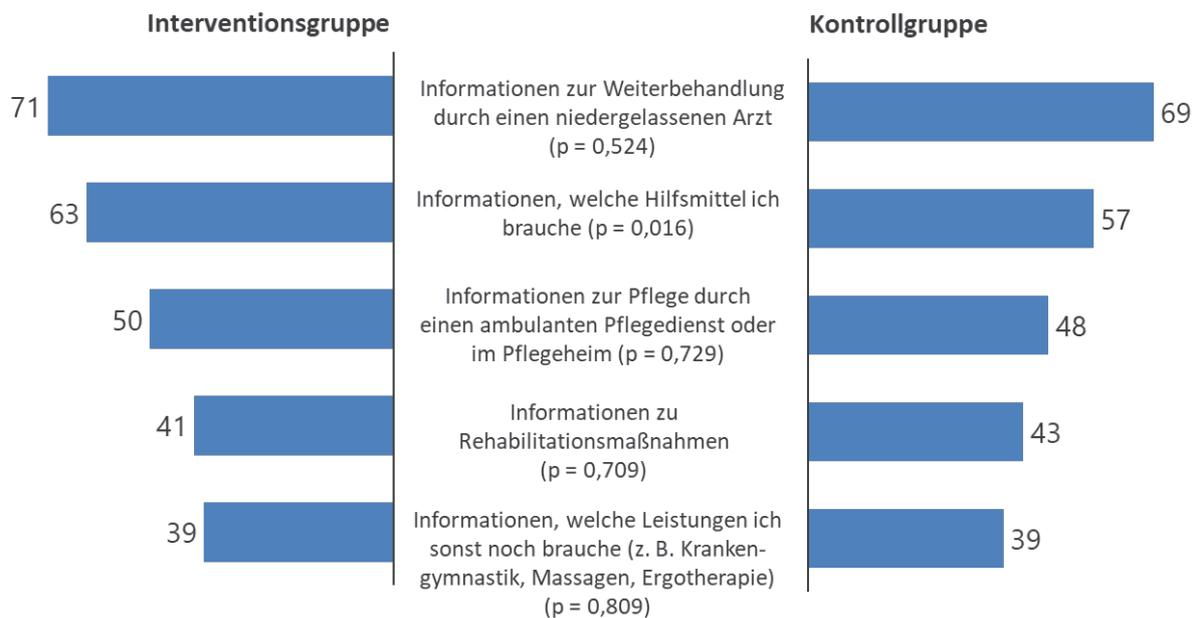 Interventionsgruppe
Kontrollgruppe
71
Informationen zur Weiterbehandlung
durch einen niedergelassenen Arzt
(p = 0,524)
69
63
Informationen, welche Hilfsmittel ich
brauche (p = 0,016)
57
50
Informationen zur Pflege durch
einen ambulanten Pflegedienst oder
im Pflegeheim (p = 0,729)
48
41
Informationen zu
Rehabilitationsmaßnahmen
(p = 0,709)
43
39
Informationen, welche Leistungen ich
sonst noch brauche (z. B. Kranken-
gymnastik, Massagen, Ergotherapie)
(p = 0,809)
39